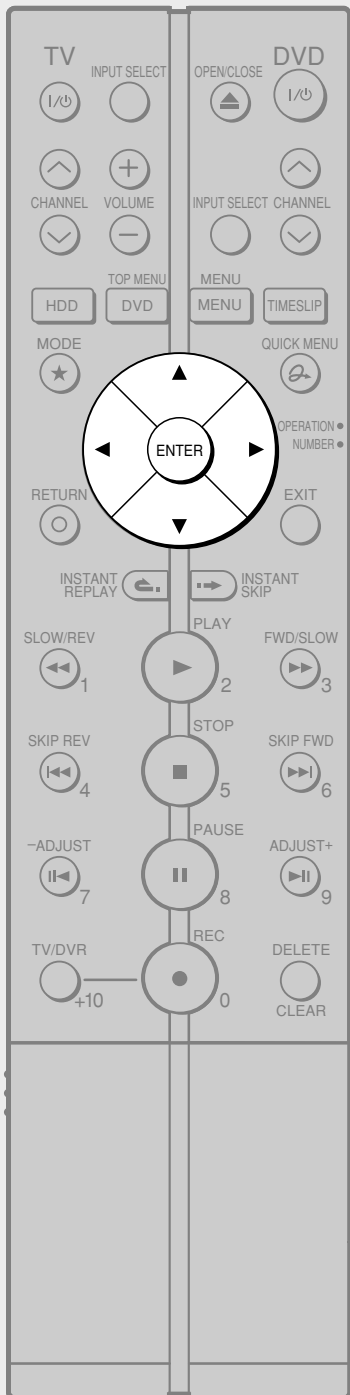 TV DVD
INPUT SELECT OPEN/CLOSE
I/⏻ I/⏻
CHANNEL VOLUME INPUT SELECT CHANNEL
TOP MENU MENU
HDD DVD MENU TIMESLIP
MODE QUICK MENU
OPERATION
ENTER
NUMBER
RETURN EXIT
INSTANT REPLAY INSTANT SKIP
PLAY
SLOW/REV FWD/SLOW
1 2 3
STOP
SKIP REV SKIP FWD
4 5 6
PAUSE
–ADJUST ADJUST+
7 8 9
REC
TV/DVR DELETE
+10 0
CLEAR